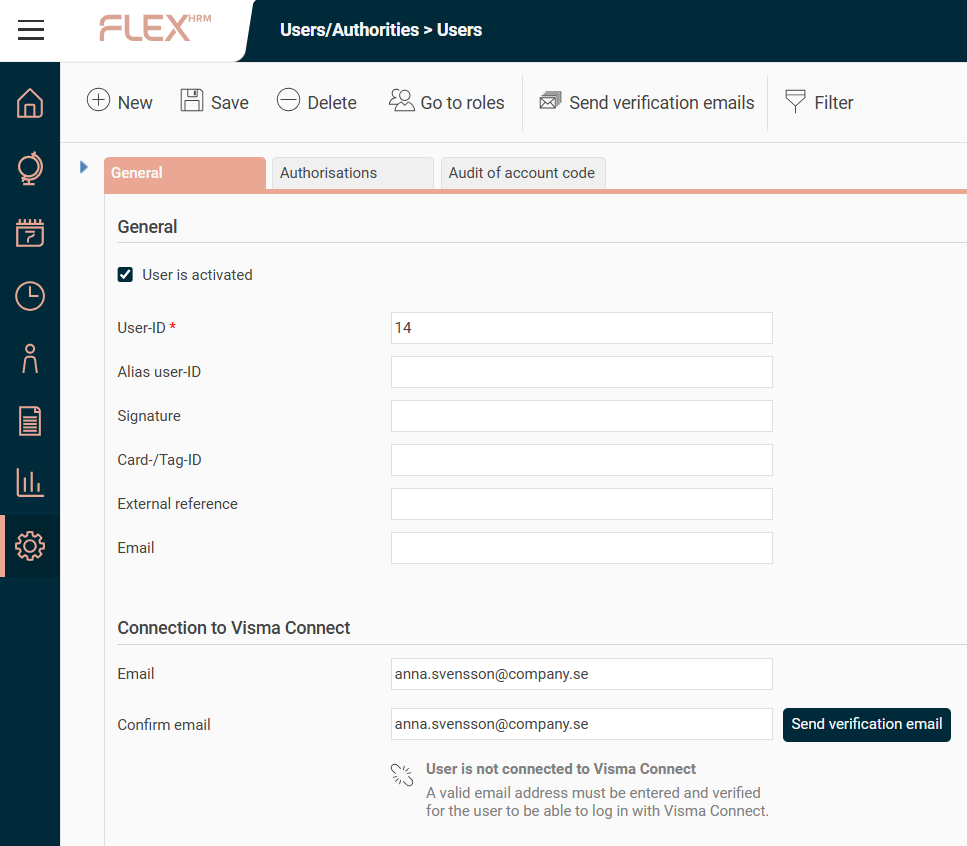 FLEX HRM
Users/Authorities > Users
New Save Delete Go to roles Send verification emails Filter
General Authorisations Audit of account code
General
User is activated
User-ID * 14
Alias user-ID
Signature
Card-/Tag-ID
External reference
Email
Connection to Visma Connect
Email anna.svensson@company.se
Confirm email anna.svensson@company.se Send verification email
User is not connected to Visma Connect
A valid email address must be entered and verified
for the user to be able to log in with Visma Connect.
7